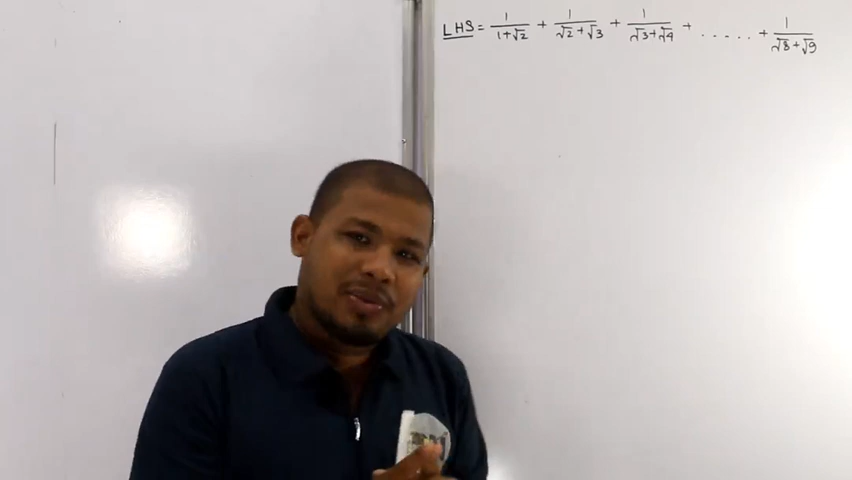 LHS = 1/(1+√2) + 1/(√2+√3) + 1/(√3+√4) + ...... + 1/(√8+√9)